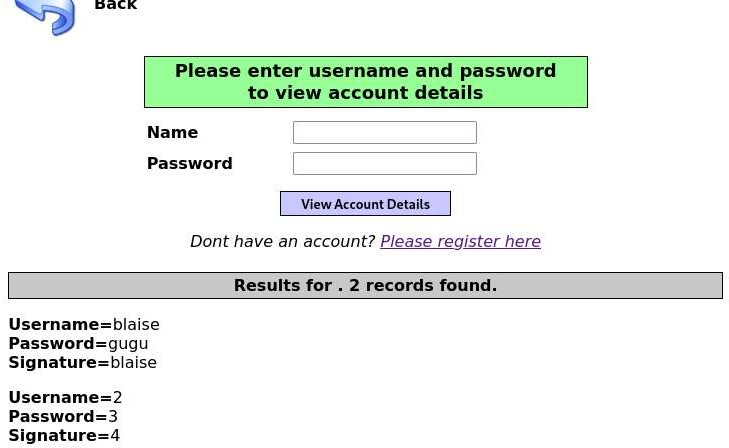 Back
Please enter username and password
to view account details
Name
Password
View Account Details
Dont have an account? Please register here
Results for . 2 records found.
Username=blaise
Password=gugu
Signature=blaise
Username=2
Password=3
Signature=4